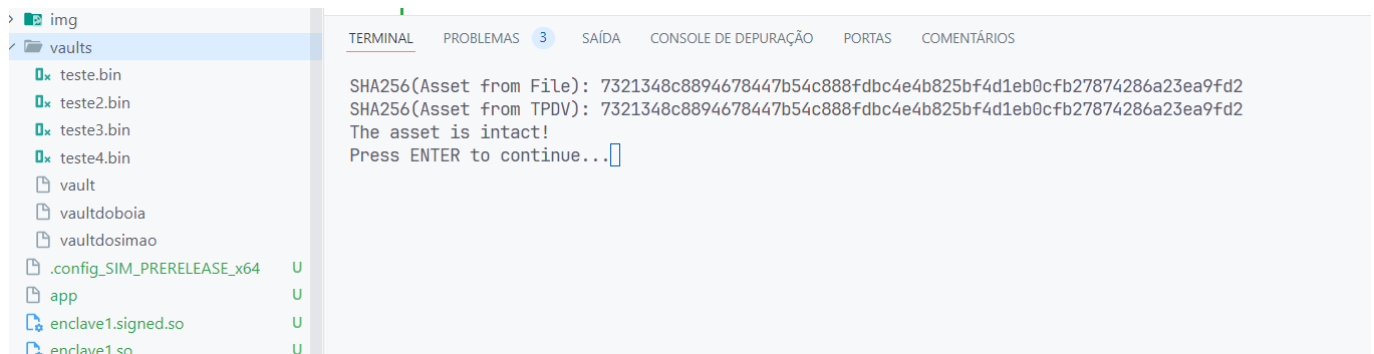 img
vaults
teste.bin
teste2.bin
teste3.bin
teste4.bin
vault
vaultdoboia
vaultdosimao
.config_SIM_PRERELEASE_x64 U
app U
enclave1.signed.so U
enclave1.so U
TERMINAL PROBLEMAS 3 SAÍDA CONSOLE DE DEPURAÇÃO PORTAS COMENTÁRIOS
SHA256(Asset from File): 7321348c8894678447b54c888fdbc4e4b825bf4d1eb0cfb27874286a23ea9fd2
SHA256(Asset from TPDV): 7321348c8894678447b54c888fdbc4e4b825bf4d1eb0cfb27874286a23ea9fd2
The asset is intact!
Press ENTER to continue...